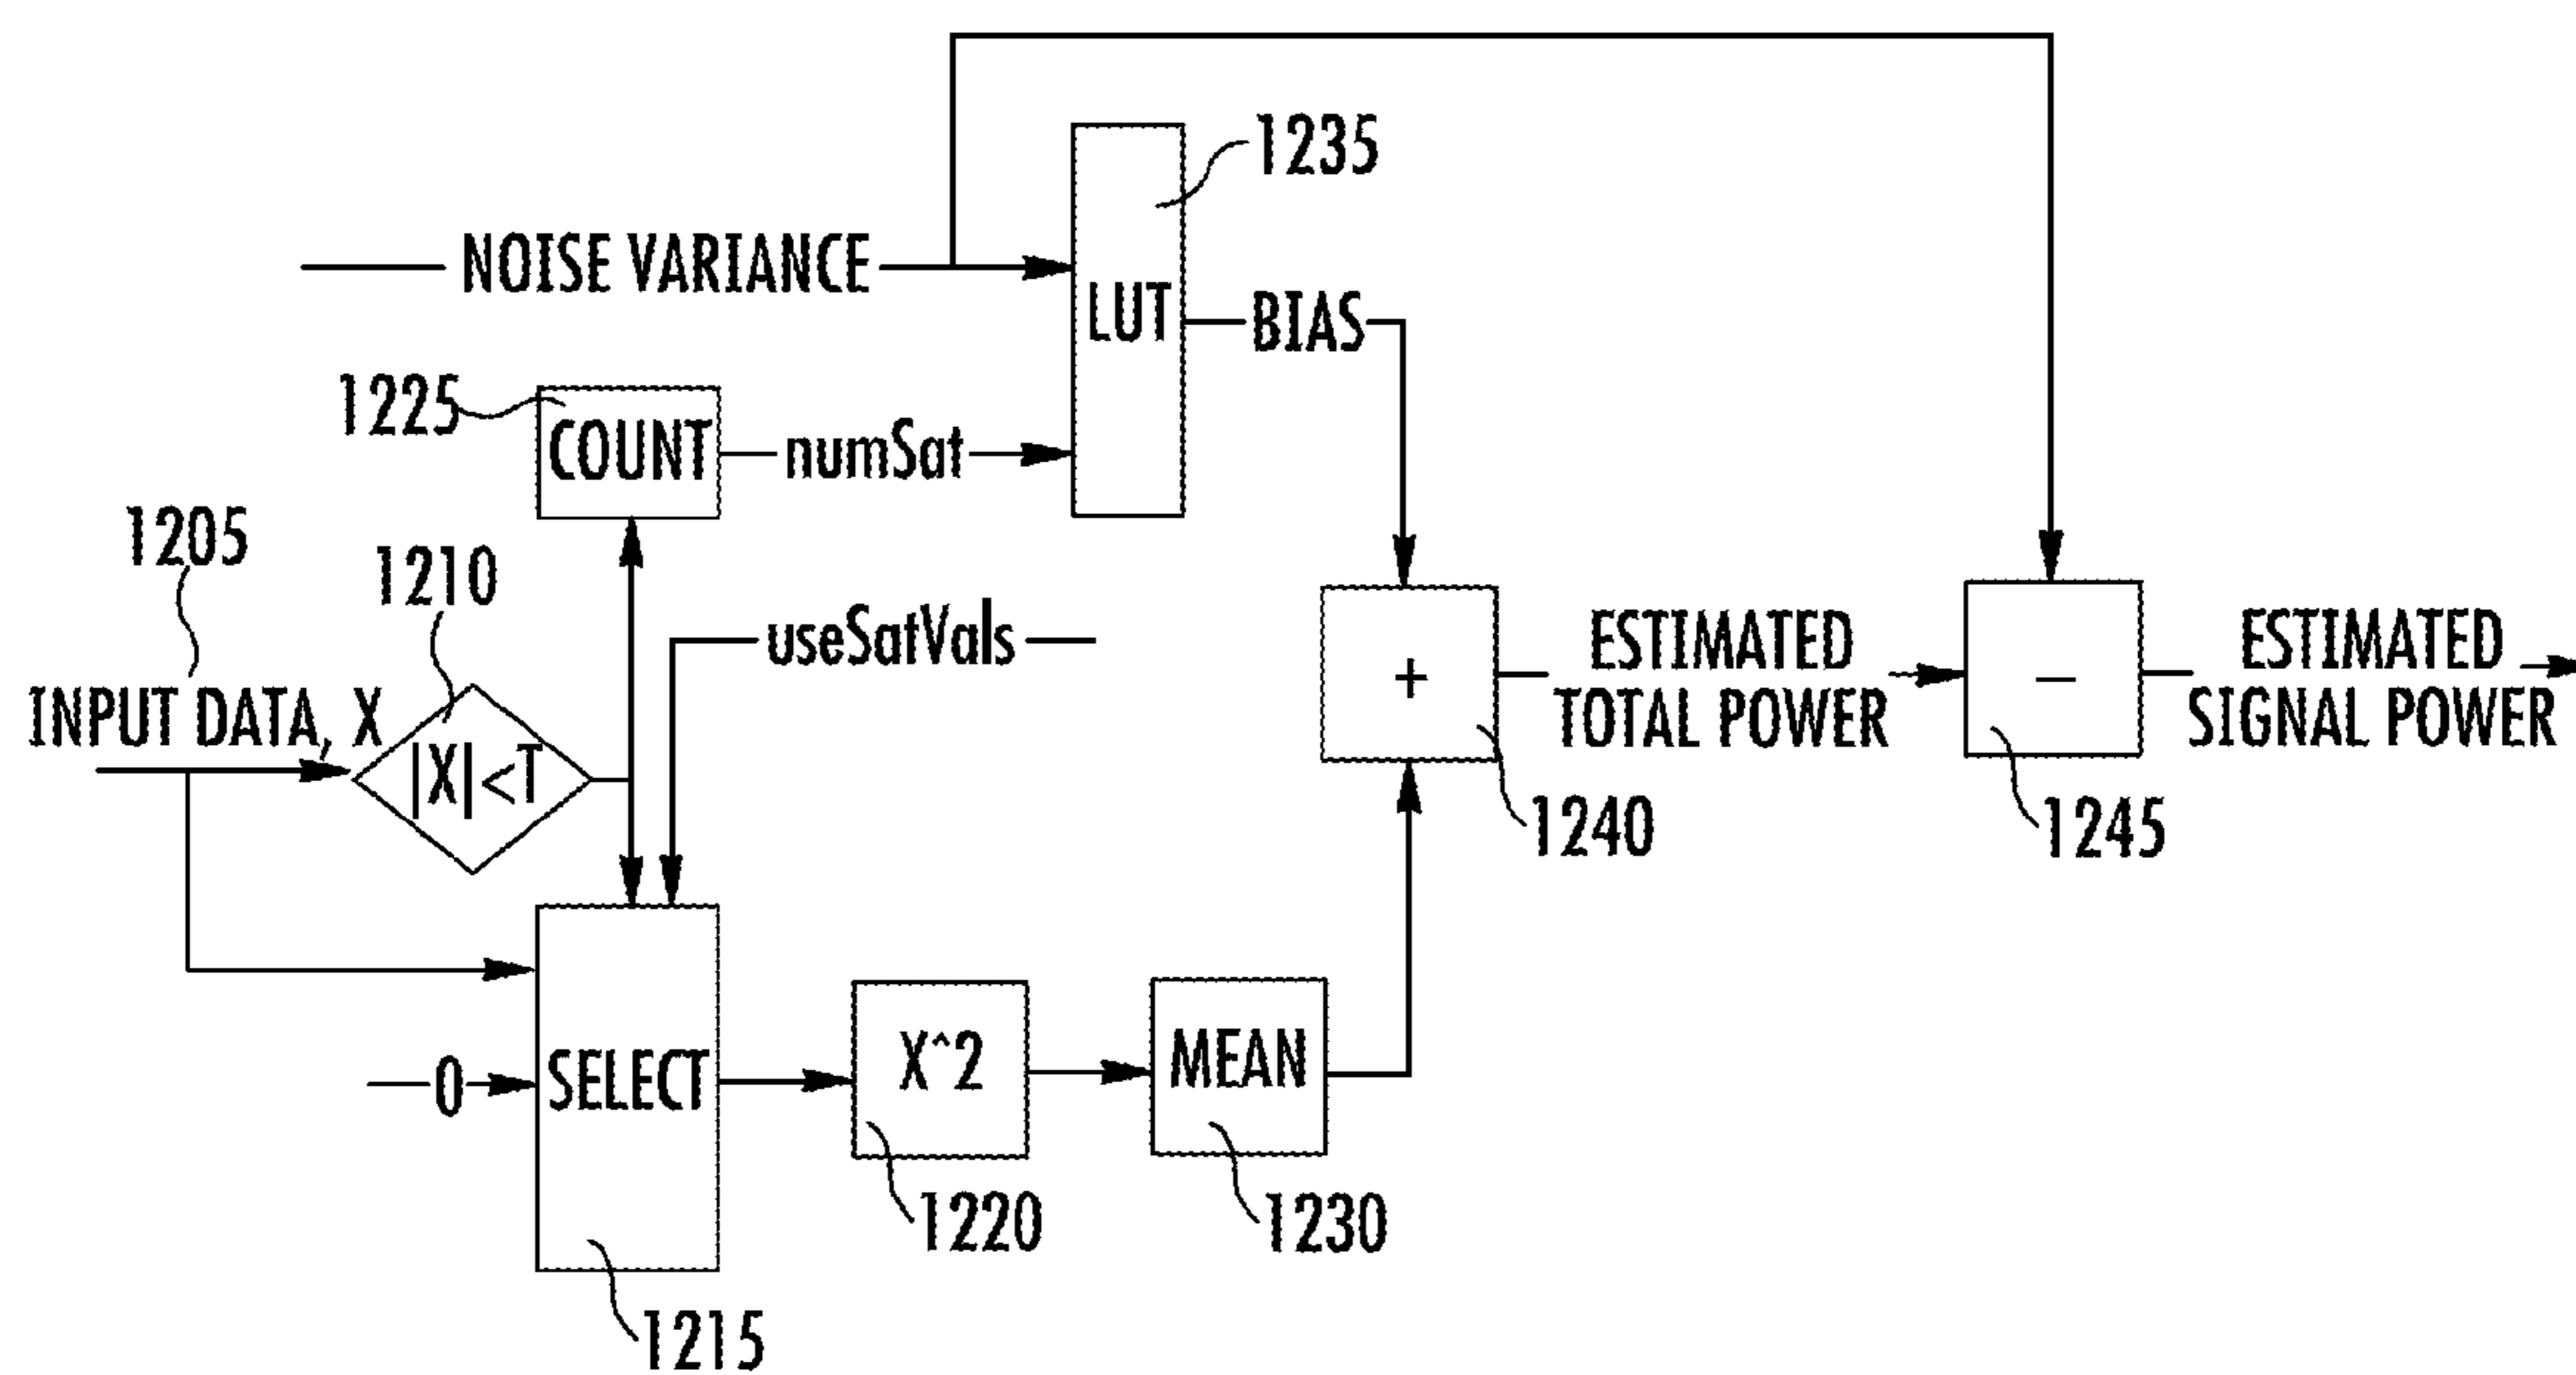 1235
NOISE VARIANCE
LUT
BIAS
1225
COUNT
numSat
1205
1210
useSatVals
INPUT DATA, X
|X|<T
+
ESTIMATED
TOTAL POWER
−
ESTIMATED
SIGNAL POWER
1240
1245
0
SELECT
X^2
MEAN
1220
1230
1215